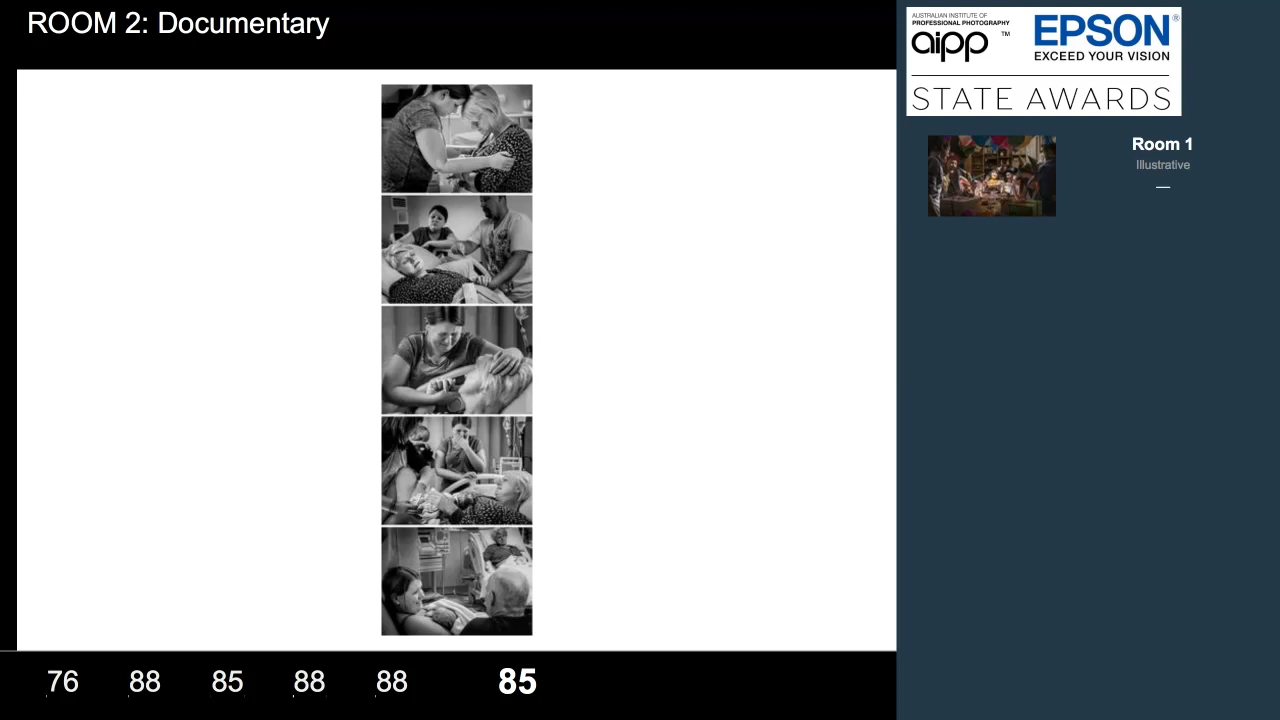 ROOM 2: Documentary
AUSTRALIAN INSTITUTE OF
PROFESSIONAL PHOTOGRAPHY
aipp TM
EPSON®
EXCEED YOUR VISION
STATE AWARDS
Room 1
Illustrative
—
76 88 85 88 88 85